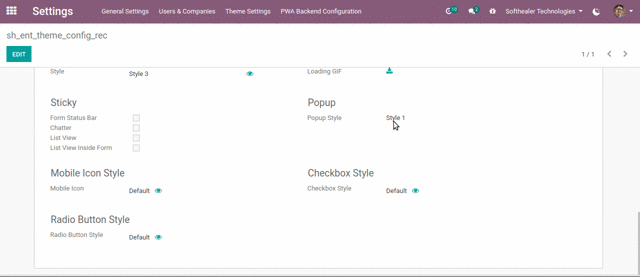 Settings General Settings Users & Companies Theme Settings PWA Backend Configuration Softhealer Technologies
sh_ent_theme_config_rec
EDIT 1 / 1
Style Style 3 Loading GIF
Sticky Popup
Form Status Bar Popup Style Style 1
Chatter
List View
List View Inside Form
Mobile Icon Style Checkbox Style
Mobile Icon Default Checkbox Style Default
Radio Button Style
Radio Button Style Default